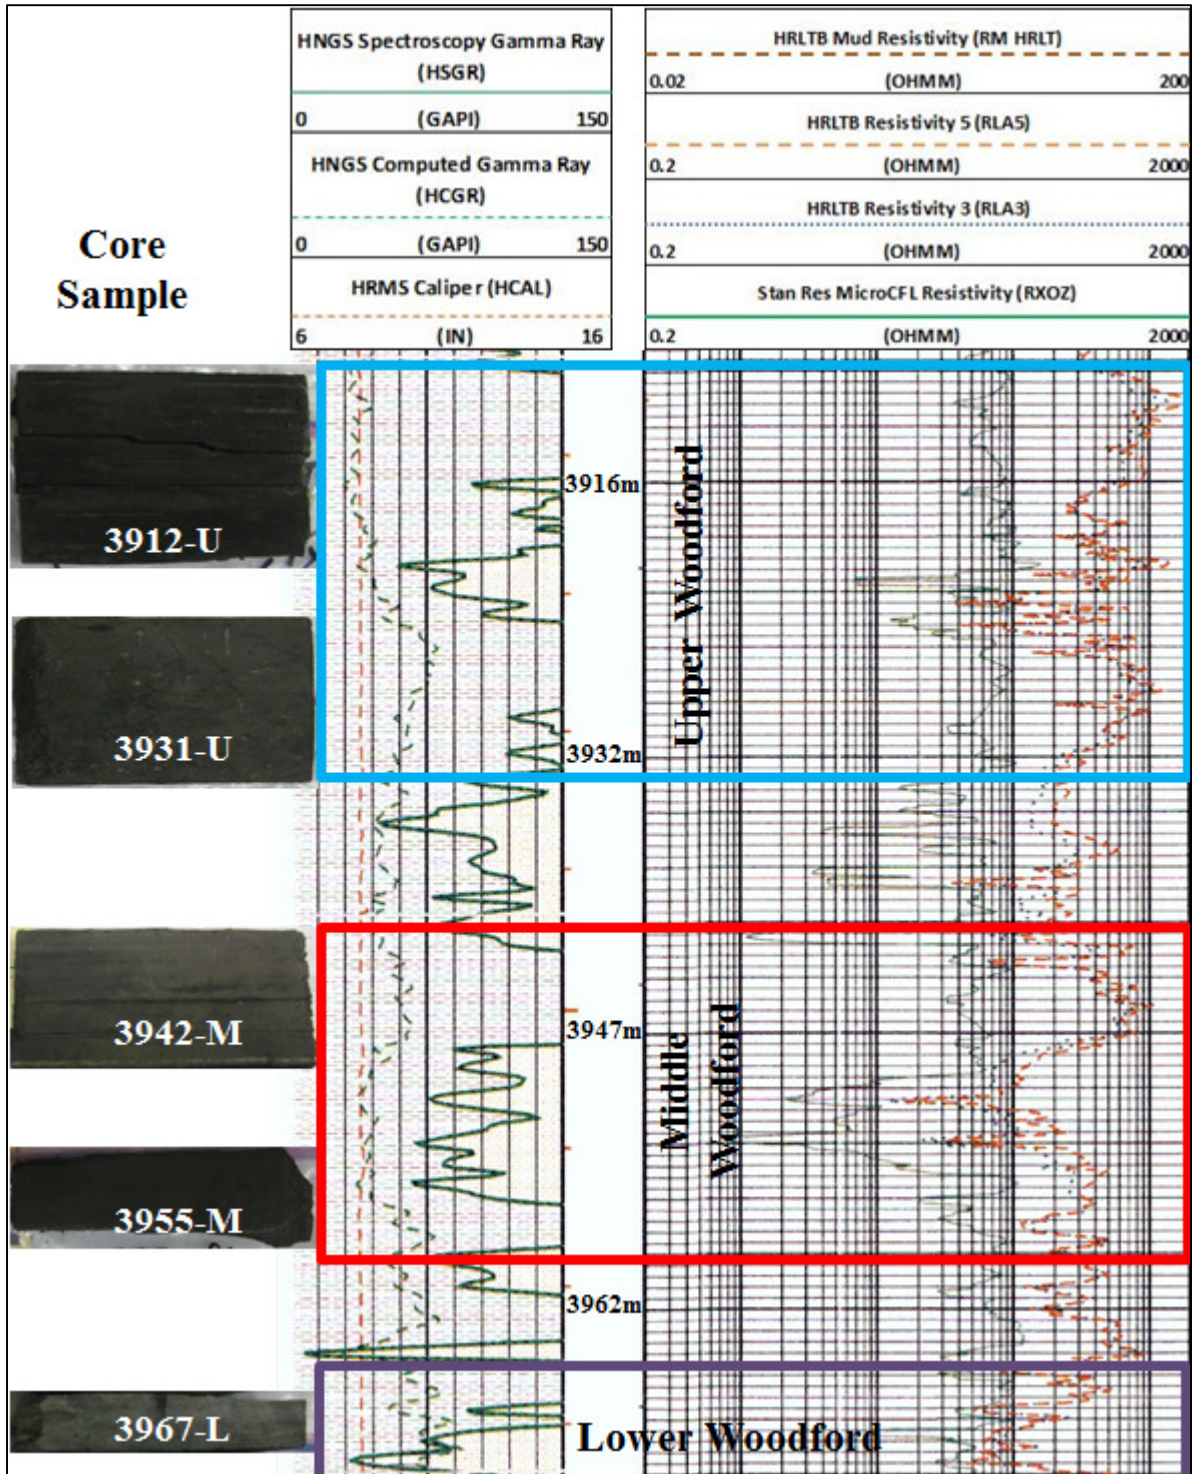 HNGS Spectroscopy Gamma Ray
(HSGR)
0 (GAPI) 150
HNGS Computed Gamma Ray
(HCGR)
0 (GAPI) 150
HRMS Caliper (HCAL)
6 (IN) 16
HRLTB Mud Resistivity (RM HRLT)
0.02 (OHMM) 200
HRLTB Resistivity 5 (RLA5)
0.2 (OHMM) 2000
HRLTB Resistivity 3 (RLA3)
0.2 (OHMM) 2000
Stan Res MicroCFL Resistivity (RXOZ)
0.2 (OHMM) 2000
Core
Sample
3912-U
3931-U
3942-M
3955-M
3967-L
3916m
3932m
3947m
3962m
Upper Woodford
Middle
Woodford
Lower Woodford